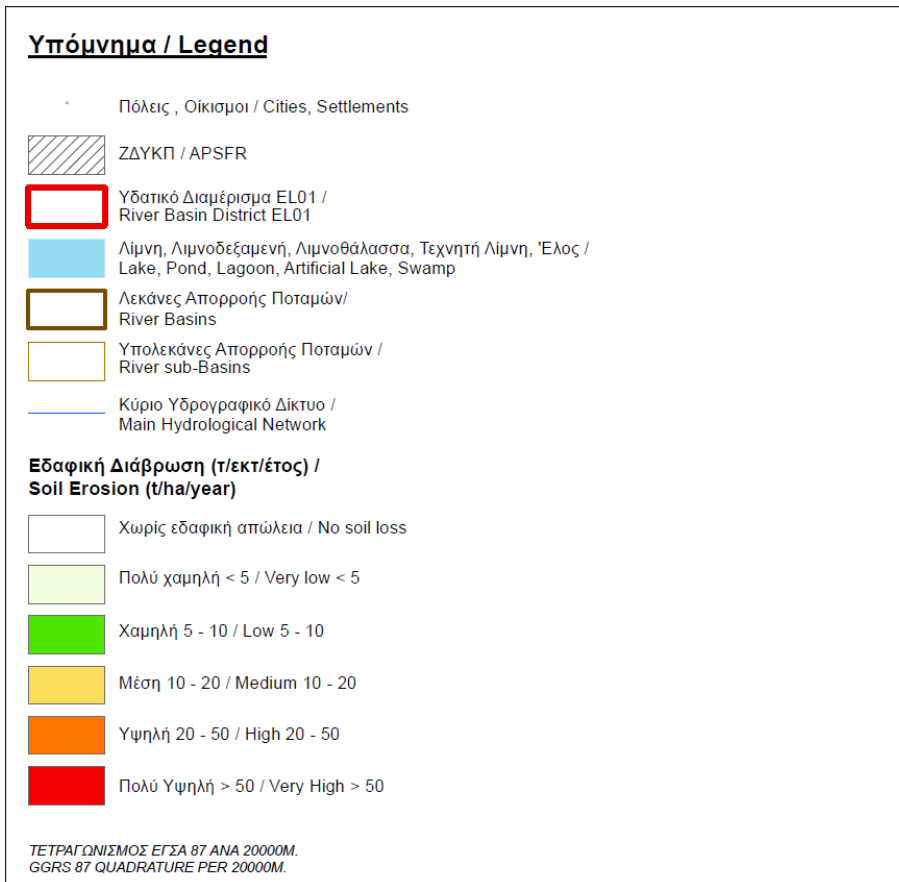 Υπόμνημα / Legend
Πόλεις , Οίκισμοι / Cities, Settlements
ΖΔΥΚΠ / APSFR
Υδατικό Διαμέρισμα EL01 /
River Basin District EL01
Λίμνη, Λιμνοδεξαμενή, Λιμνοθάλασσα, Τεχνητή Λίμνη, 'Ελος /
Lake, Pond, Lagoon, Artificial Lake, Swamp
Λεκάνες Απορροής Ποταμών/
River Basins
Υπολεκάνες Απορροής Ποταμών /
River sub-Basins
Κύριο Υδρογραφικό Δίκτυο /
Main Hydrological Network
Εδαφική Διάβρωση (τ/εκτ/έτος) /
Soil Erosion (t/ha/year)
Χωρίς εδαφική απώλεια / No soil loss
Πολύ χαμηλή < 5 / Very low < 5
Χαμηλή 5 - 10 / Low 5 - 10
Μέση 10 - 20 / Medium 10 - 20
Υψηλή 20 - 50 / High 20 - 50
Πολύ Υψηλή > 50 / Very High > 50
ΤΕΤΡΑΓΩΝΙΣΜΟΣ ΕΓΣΑ 87 ΑΝΑ 20000Μ.
GGRS 87 QUADRATURE PER 20000M.